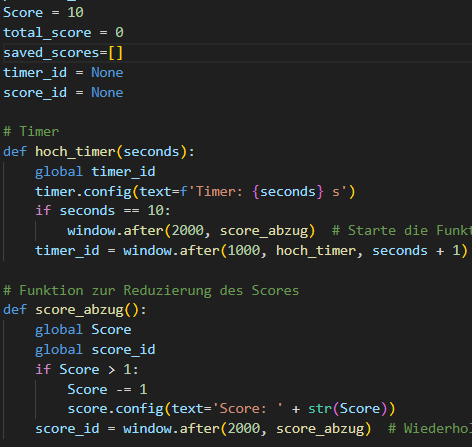 Score = 10
total_score = 0
saved_scores=[]
timer_id = None
score_id = None
# Timer
def hoch_timer(seconds):
    global timer_id
    timer.config(text=f'Timer: {seconds} s')
    if seconds == 10:
        window.after(2000, score_abzug)  # Starte die
    timer_id = window.after(1000, hoch_timer, seconds + 1)
# Funktion zur Reduzierung des Scores
def score_abzug():
    global Score
    global score_id
    if Score > 1:
        Score -= 1
        score.config(text='Score: ' + str(Score))
    score_id = window.after(2000, score_abzug)  #